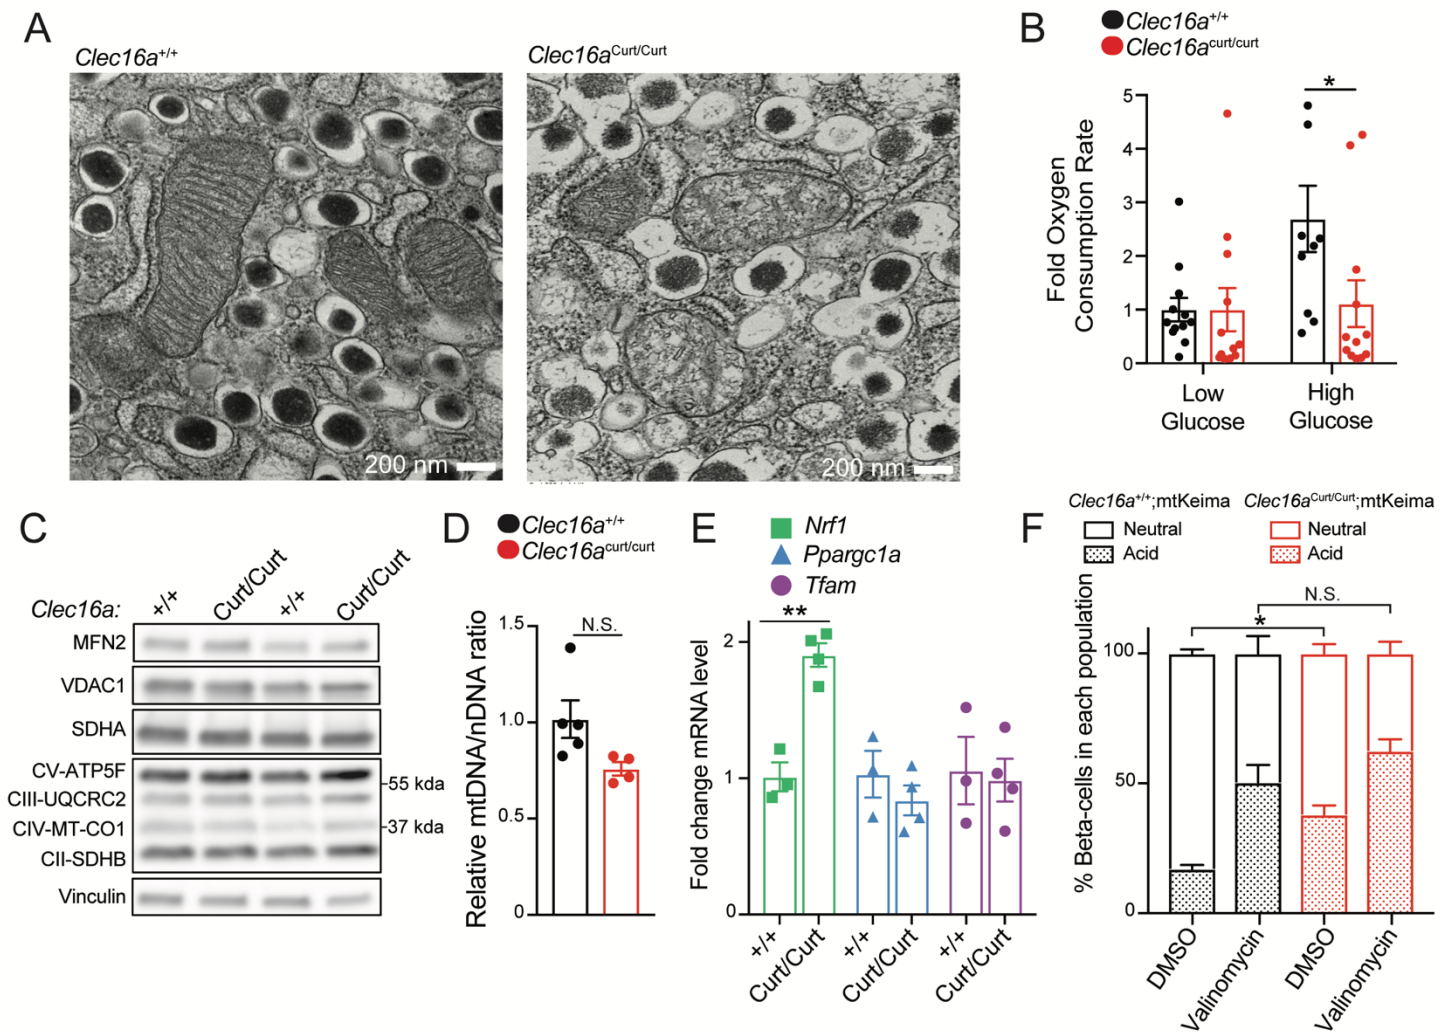 A
Clec16a+/+
Clec16aCurt/Curt
200 nm
200 nm
B
Clec16a+/+
Clec16acurt/curt
Fold Oxygen
Consumption Rate
5
4
3
2
1
0
*
Low
Glucose
High
Glucose
C
Clec16a:
+/+
Curt/Curt
+/+
Curt/Curt
MFN2
VDAC1
SDHA
CV-ATP5F
CIII-UQCRC2
CIV-MT-CO1
CII-SDHB
Vinculin
55 kda
37 kda
D
Clec16a+/+
Clec16acurt/curt
Relative mtDNA/nDNA ratio
1.5
1.0
0.5
0
N.S.
E
Nrf1
Ppargc1a
Tfam
Fold change mRNA level
2
1
0
**
+/+
Curt/Curt
+/+
Curt/Curt
+/+
Curt/Curt
F
Clec16a+/+;mtKeima
Neutral
Acid
Clec16aCurt/Curt;mtKeima
Neutral
Acid
% Beta-cells in each population
100
50
0
N.S.
*
DMSO
Valinomycin
DMSO
Valinomycin